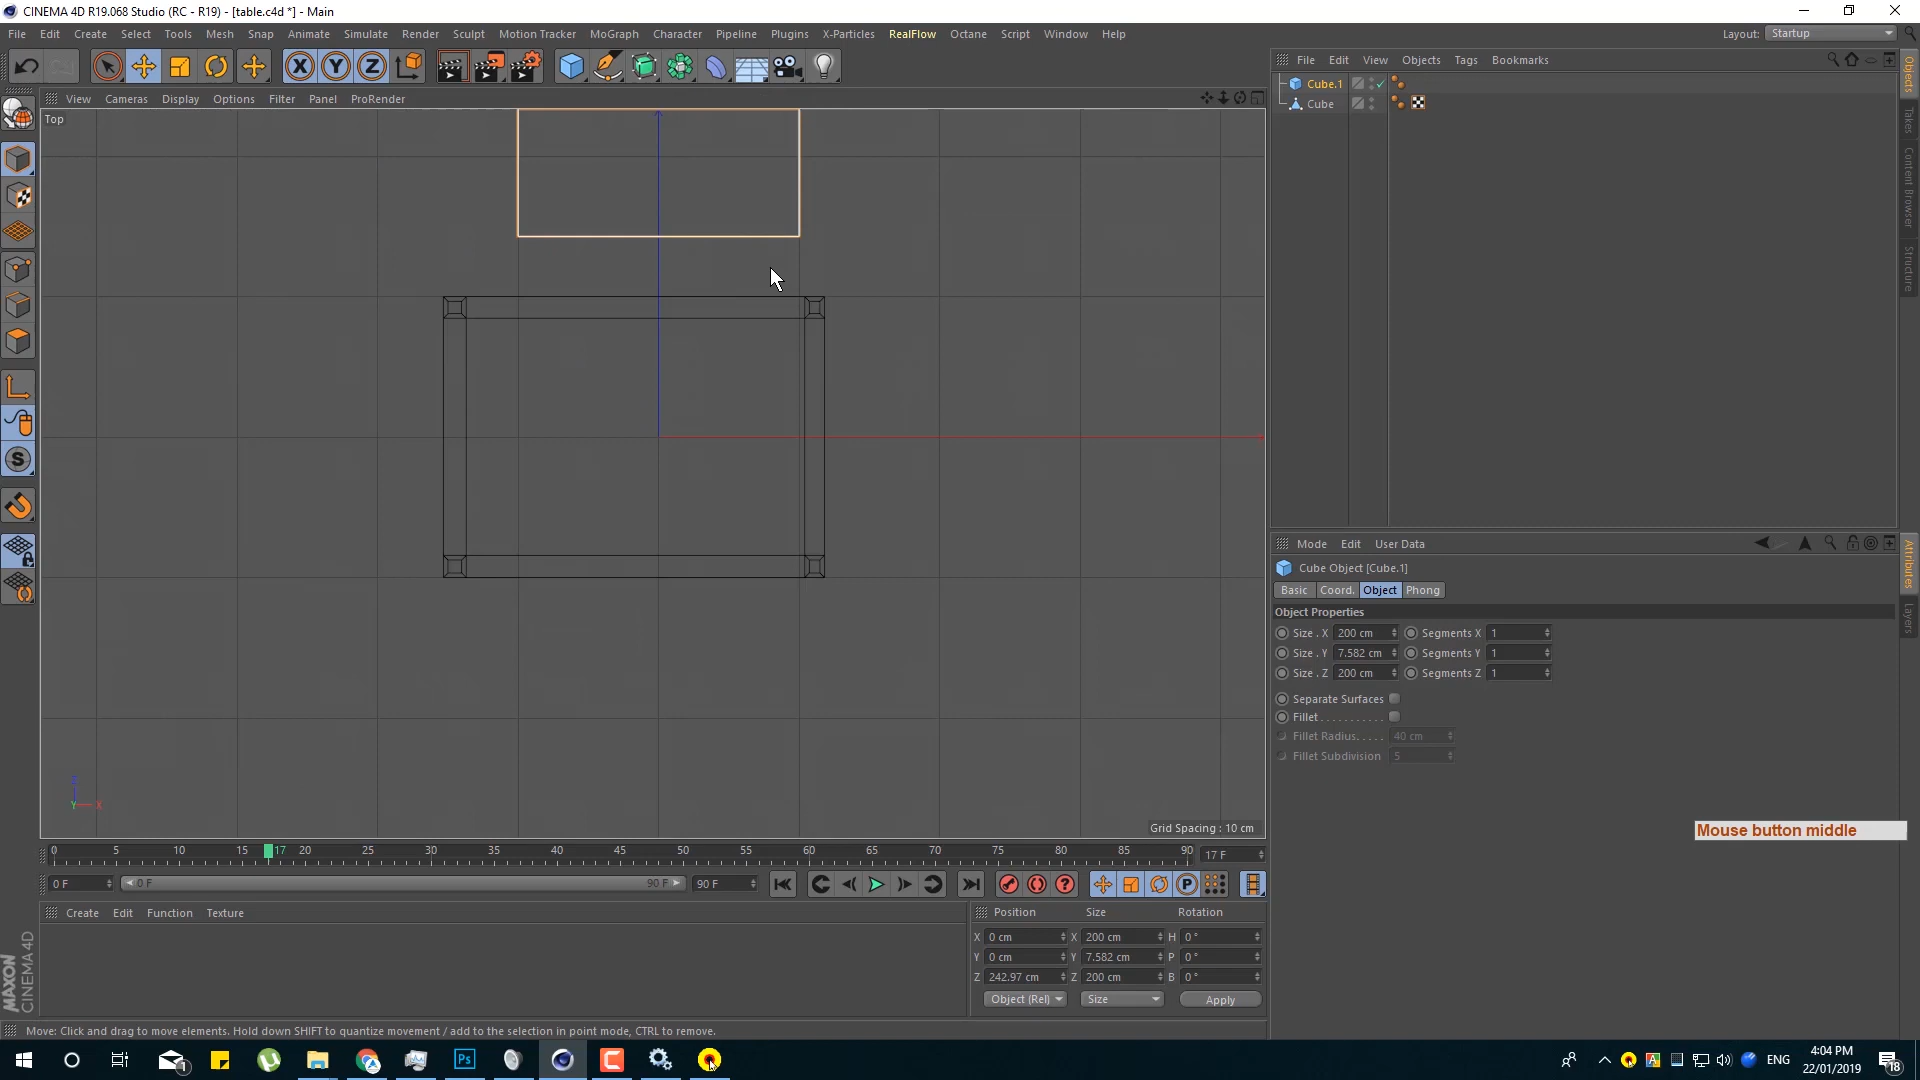 CINEMA 4D R19.068 Studio (RC - R19) - [table.c4d *] - Main
File Edit Create Select Tools Mesh Snap Animate Simulate Render Sculpt Motion Tracker MoGraph Character Pipeline Plugins X-Particles RealFlow Octane Script Window Help Layout: Startup
View Cameras Display Options Filter Panel ProRender
Top
Grid Spacing : 10 cm
Z
Y X
File Edit View Objects Tags Bookmarks
Cube.1
Cube
Objects
Takes
Content Browser
Structure
Mode Edit User Data
Cube Object [Cube.1]
Basic Coord. Object Phong
Object Properties
Size . X 200 cm Segments X 1
Size . Y 7.582 cm Segments Y 1
Size . Z 200 cm Segments Z 1
Separate Surfaces
Fillet . . . . . . . . . . .
Fillet Radius. . . . . 40 cm
Fillet Subdivision 5
Attributes
Layers
Mouse button middle
0 5 10 15 17 20 25 30 35 40 45 50 55 60 65 70 75 80 85 90 17 F
0 F 0 F 90 F 90 F
Create Edit Function Texture
Position Size Rotation
X 0 cm X 200 cm H 0 °
Y 0 cm Y 7.582 cm P 0 °
Z 242.97 cm Z 200 cm B 0 °
Object (Rel) Size Apply
MAXON
CINEMA 4D
Move: Click and drag to move elements. Hold down SHIFT to quantize movement / add to the selection in point mode, CTRL to remove.
ENG
4:04 PM
22/01/2019
18